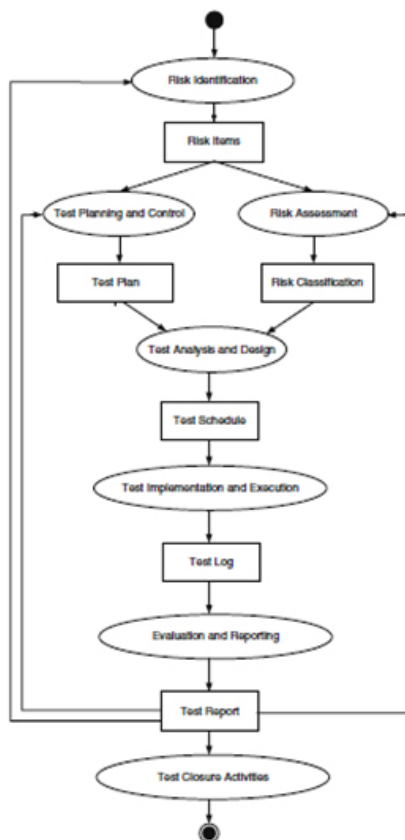 Risk Identification
Risk Items
Test Planning and Control
Risk Assessment
Test Plan
Risk Classification
Test Analysis and Design
Test Schedule
Test Implementation and Execution
Test Log
Evaluation and Reporting
Test Report
Test Closure Activities